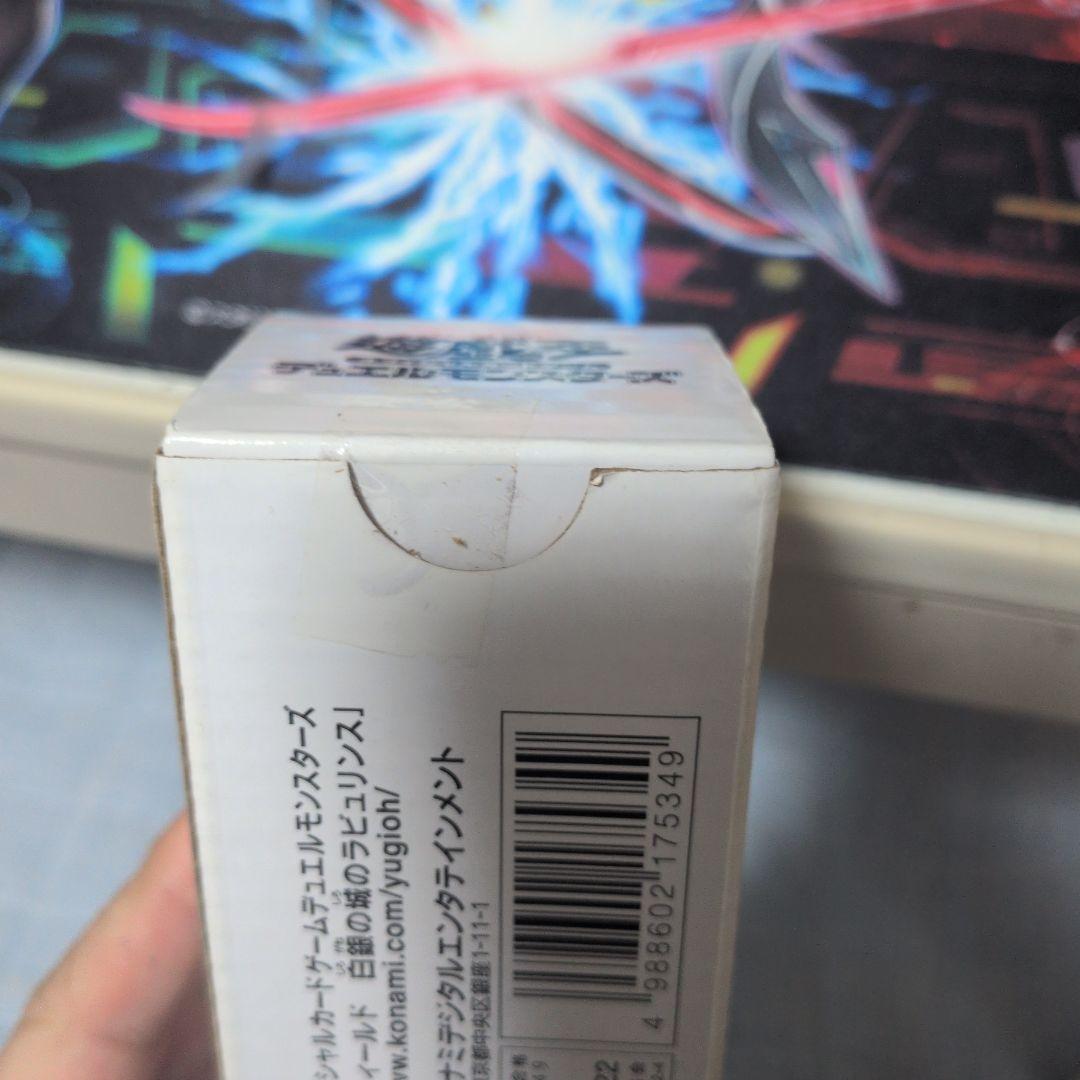 デュエルモンスターズ
シャルカードゲームデュエルモンスターズ
ィールド 白銀の城のラビュリンス」
ww.konami.com/yugioh/
ナミデジタルエンタテインメント
京都中央区銀座1-11-1
4 988602 175349
22